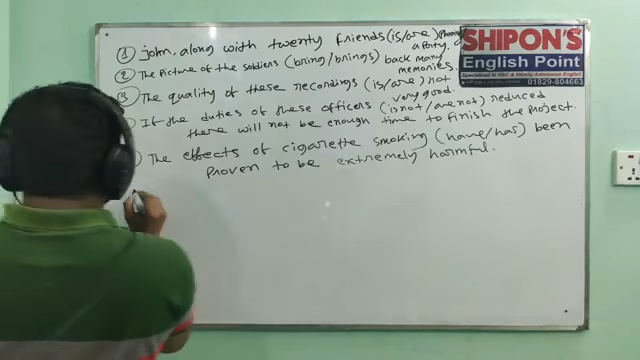 ① john, along with twenty friends (is/are) planning
a party.
② The picture of the soldiers (bring/brings) back many
memories.
③ The quality of these recordings (is/are) not
very good.
If the duties of these officers (is not/are not) reduced
there will not be enough time to finish the project.
The effects of cigarette smoking (have/has) been
proven to be extremely harmful.
SHIPON'S
English Point
Specialized in HSC & Varsity Admission English
01829-804663